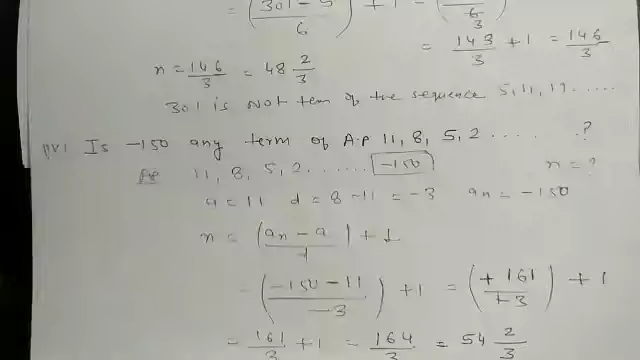 = (301 - 5 / 6) + 1 =
= 143/3 + 1 = 146/3
n = 146/3 = 48 2/3
301 is not tem of the sequence 5, 11, 17 .....
Is -150 any term of A.P 11, 8, 5, 2 ..... ?
11, 8, 5, 2 ....... -150 n = ?
a = 11 d = 8 - 11 = -3 an = -150
n = (an - a / d) + 1
= (-150 - 11 / -3) + 1 = (+161 / +3) + 1
= 161/3 + 1 = 164/3 = 54 2/3